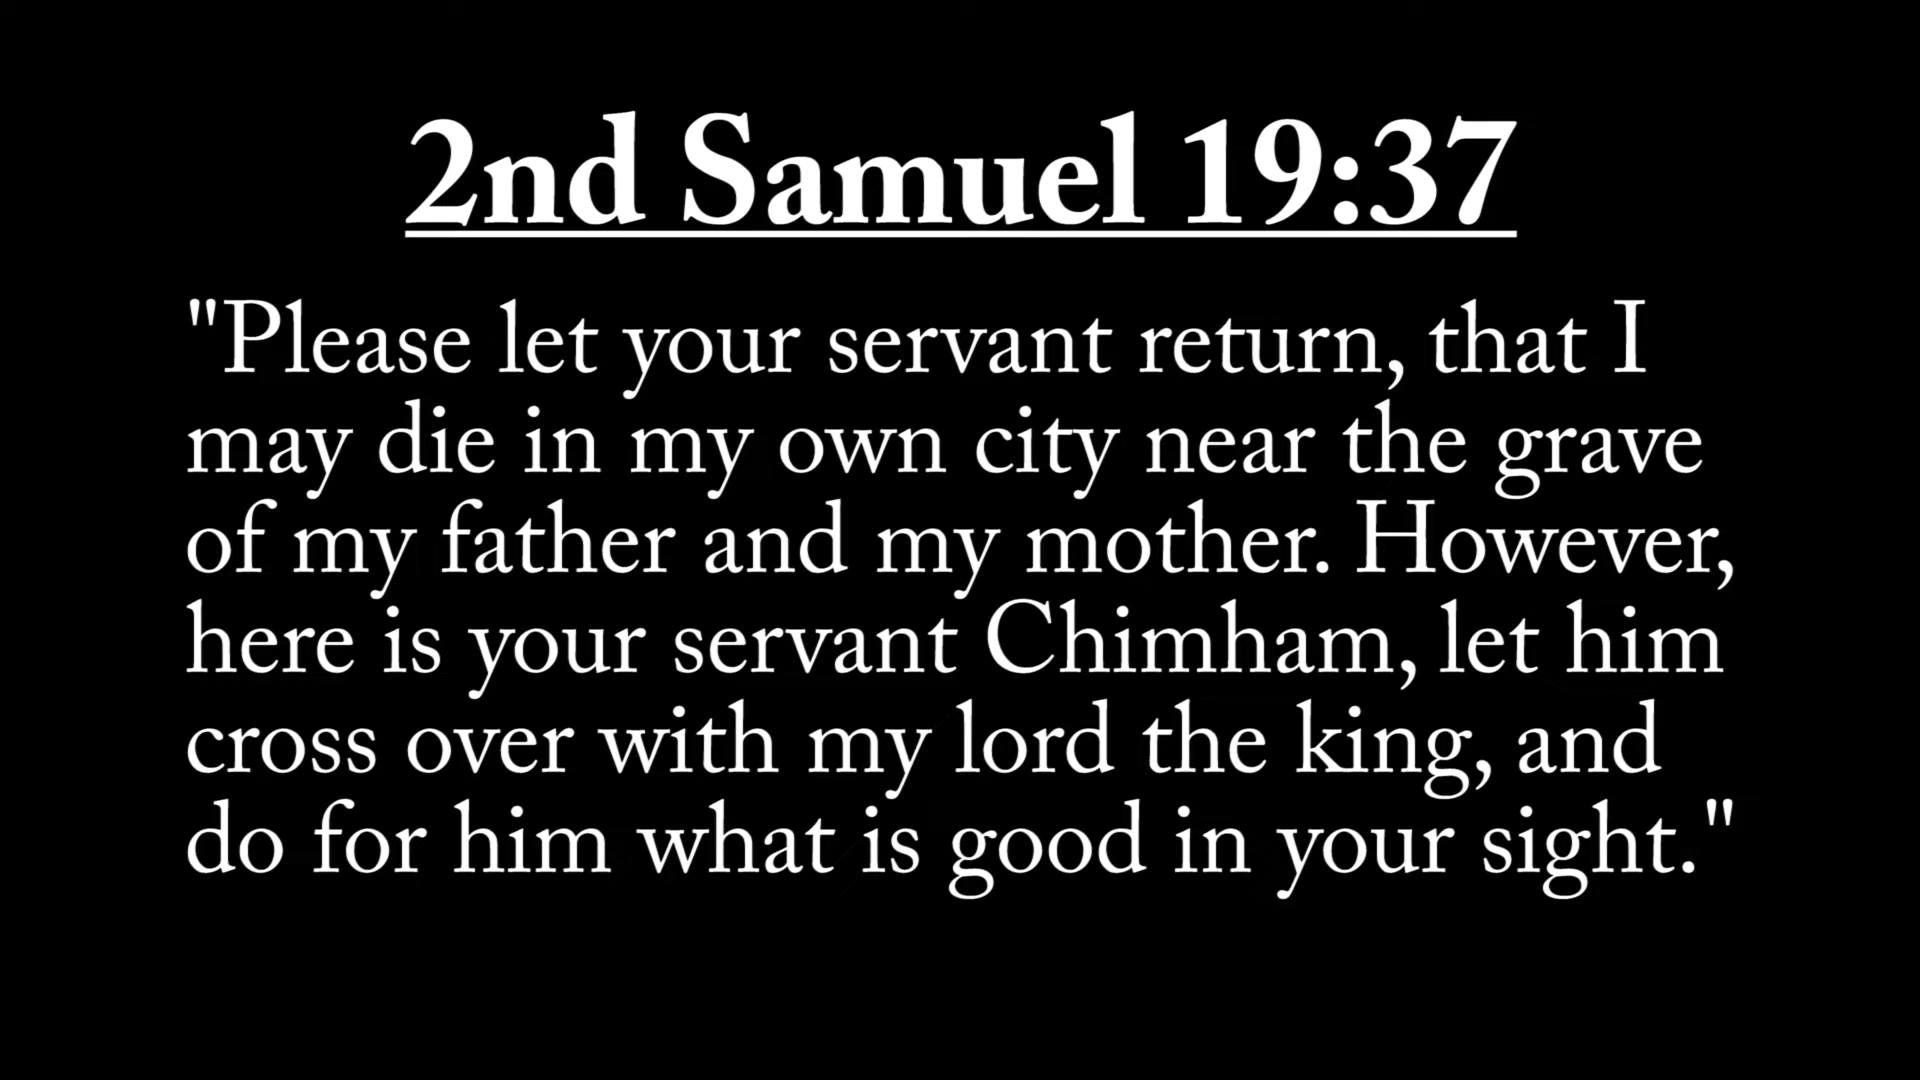 2nd Samuel 19:37
"Please let your servant return, that I
may die in my own city near the grave
of my father and my mother. However,
here is your servant Chimham, let him
cross over with my lord the king, and
do for him what is good in your sight."